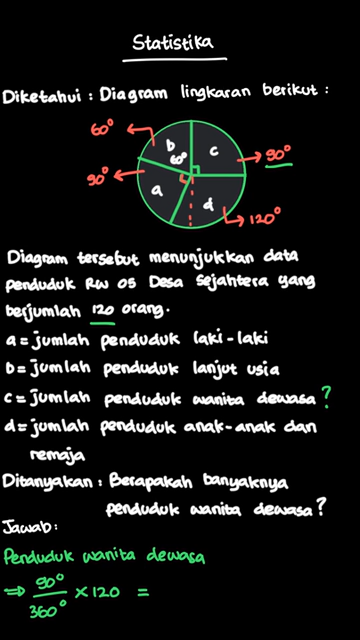 Statistika
Diketahui : Diagram lingkaran berikut :
60°
b
c
60°
90°
90°
a
d
120°
Diagram tersebut menunjukkan data
penduduk RW 05 Desa Sejahtera yang
berjumlah 120 orang.
a = jumlah penduduk laki-laki
b = jumlah penduduk lanjut usia
c = jumlah penduduk wanita dewasa ?
d = jumlah penduduk anak-anak dan
remaja
Ditanyakan : Berapakah banyaknya
penduduk wanita dewasa ?
Jawab :
Penduduk wanita dewasa
⇒ 90°/360° × 120 =